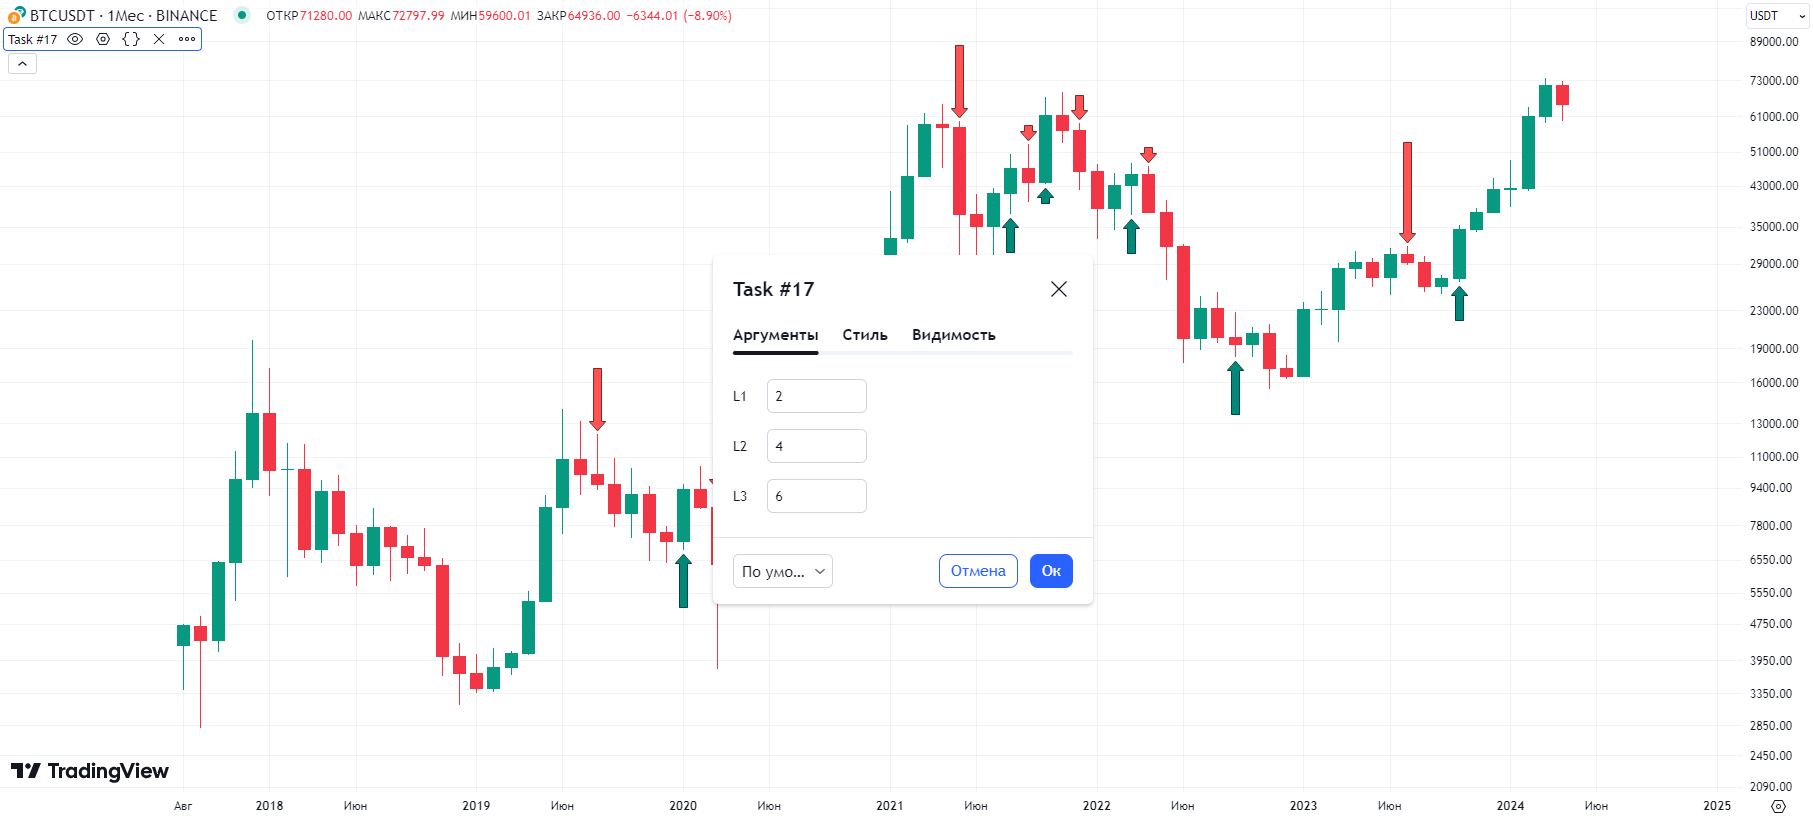 BTCUSDT · 1Мес · BINANCE ОТКР71280.00 МАКС72797.99 МИН59600.01 ЗАКР64936.00 −6344.01 (−8.90%)
USDT
Task #17
89000.00
73000.00
61000.00
51000.00
43000.00
35000.00
29000.00
23000.00
19000.00
16000.00
13000.00
11000.00
9400.00
7800.00
6550.00
5550.00
4750.00
3950.00
3350.00
2850.00
2450.00
2090.00
Task #17
Аргументы Стиль Видимость
L1 2
L2 4
L3 6
По умо...
Отмена
Ок
TradingView
Авг 2018 Июн 2019 Июн 2020 Июн 2021 Июн 2022 Июн 2023 Июн 2024 Июн 2025